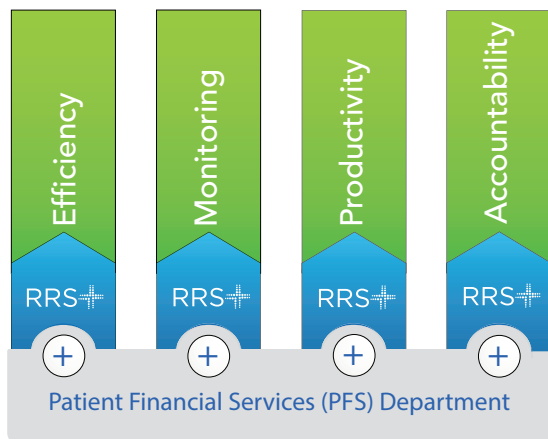 Efficiency
Monitoring
Productivity
Accountability
RRS+
RRS+
RRS+
RRS+
+
+
+
+
Patient Financial Services (PFS) Department